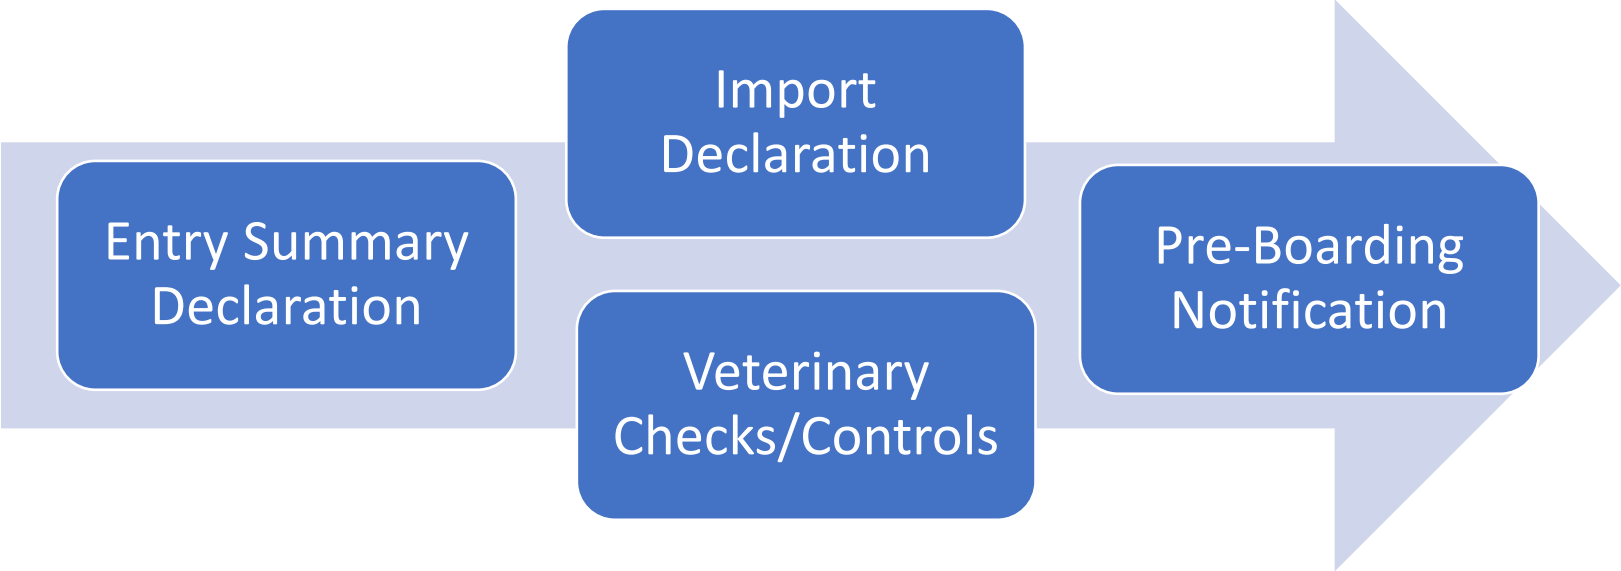 Entry Summary
Declaration
Import
Declaration
Veterinary
Checks/Controls
Pre-Boarding
Notification